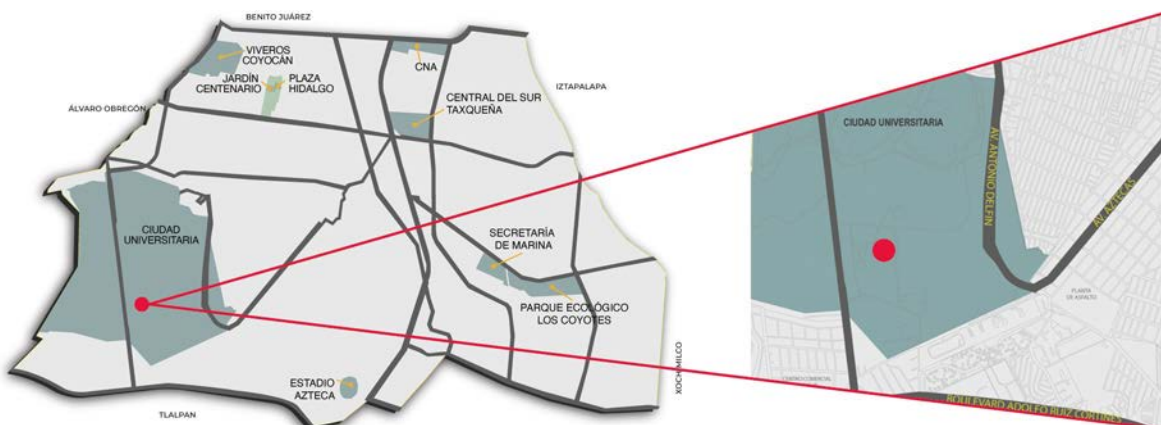 BENITO JUÁREZ
VIVEROS
COYOCÁN
JARDÍN
CENTENARIO
PLAZA
HIDALGO
CNA
IZTAPALAPA
ÁLVARO OBREGÓN
CENTRAL DEL SUR
TAXQUEÑA
CIUDAD
UNIVERSITARIA
SECRETARÍA
DE MARINA
PARQUE ECOLÓGICO
LOS COYOTES
ESTADIO
AZTECA
TLALPAN
XOCHIMILCO
CIUDAD UNIVERSITARIA
AV. ANTONIO DELFIN
AV. AZTECAS
PLANTA
DE ASFALTO
CENTRO COMERCIAL
BOULEVARD ADOLFO RUIZ CORTINES